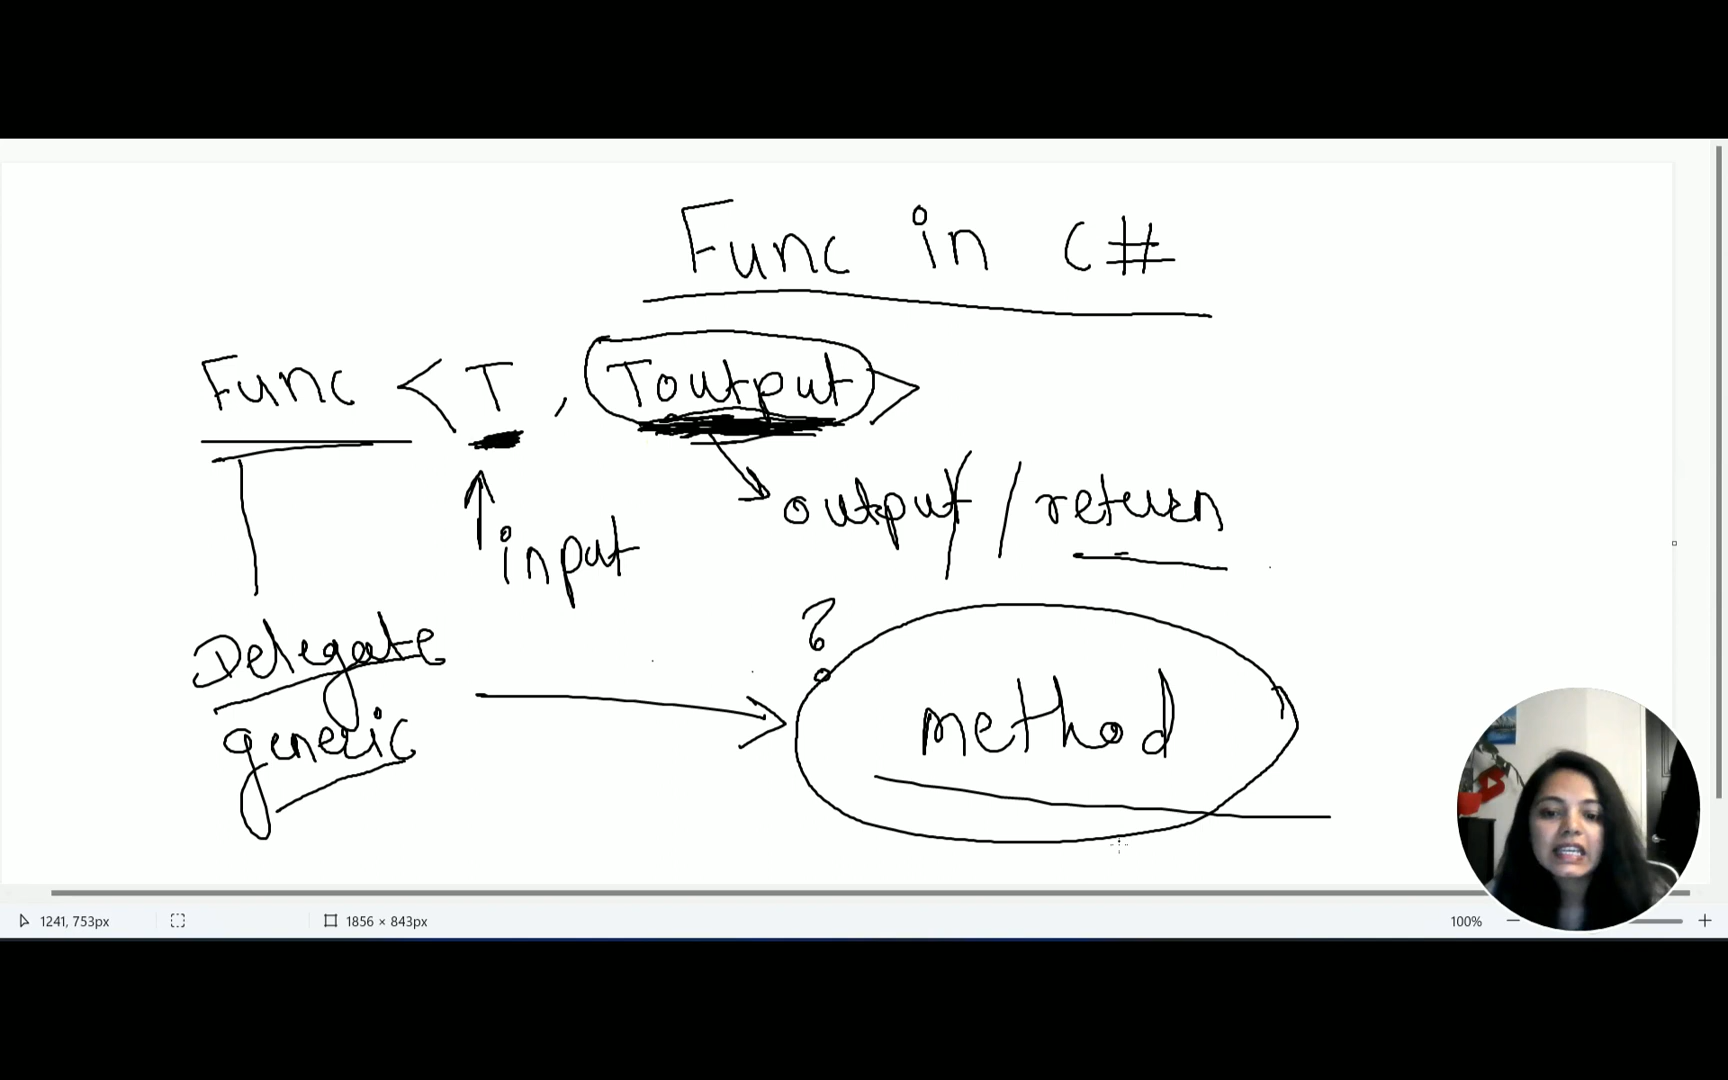 Func in C#
Func < T , Toutput >
output / return
input
?
Delegate
method
generic
1241, 753px
1856 × 843px
100%